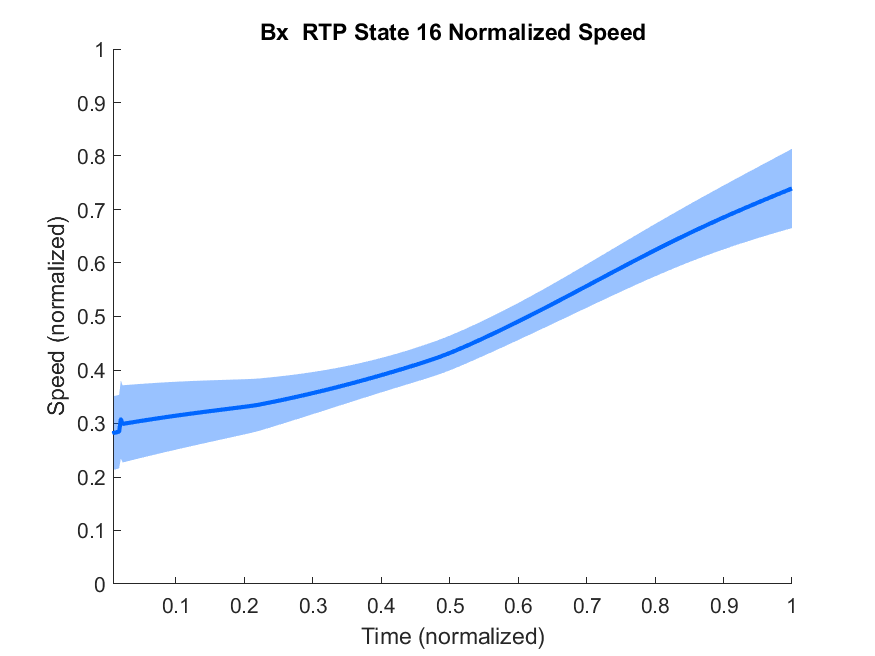 Bx  RTP State 16 Normalized Speed
1
0.9
0.8
0.7
0.6
0.5
0.4
0.3
0.2
0.1
0
Speed (normalized)
0.1 0.2 0.3 0.4 0.5 0.6 0.7 0.8 0.9 1
Time (normalized)